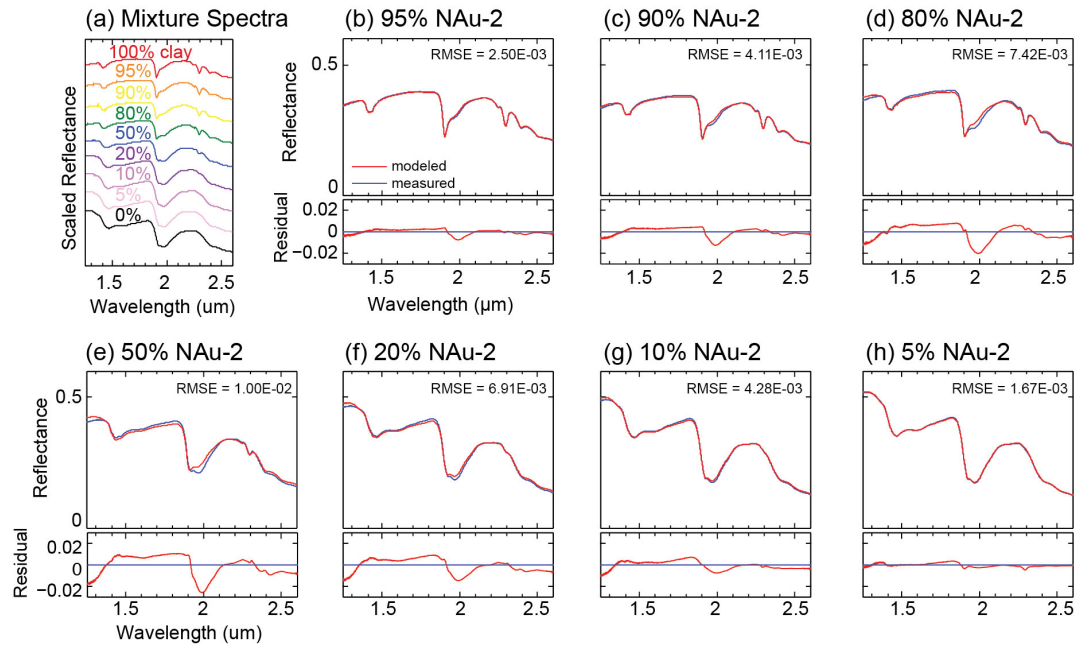 (a) Mixture Spectra
Scaled Reflectance
100% clay
95%
90%
80%
50%
20%
10%
5%
0%
1.5 2 2.5
Wavelength (um)
(b) 95% NAu-2
RMSE = 2.50E-03
0.5
0
Reflectance
modeled
measured
Residual
0.02
0
−0.02
1.5 2 2.5
Wavelength (µm)
(c) 90% NAu-2
RMSE = 4.11E-03
1.5 2 2.5
(d) 80% NAu-2
RMSE = 7.42E-03
1.5 2 2.5
(e) 50% NAu-2
RMSE = 1.00E-02
0.5
0
Reflectance
Residual
0.02
0
−0.02
1.5 2 2.5
Wavelength (um)
(f) 20% NAu-2
RMSE = 6.91E-03
1.5 2 2.5
(g) 10% NAu-2
RMSE = 4.28E-03
1.5 2 2.5
(h) 5% NAu-2
RMSE = 1.67E-03
1.5 2 2.5